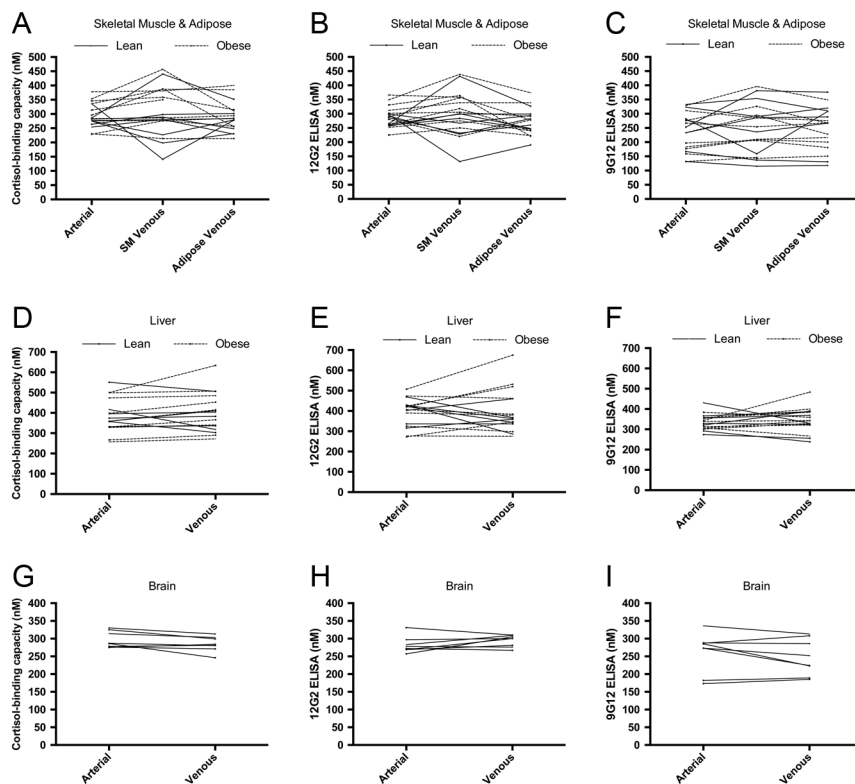 A
Skeletal Muscle & Adipose
Lean Obese
Cortisol-binding capacity (nM)
500
450
400
350
300
250
200
150
100
50
0
Arterial
SM Venous
Adipose Venous
B
Skeletal Muscle & Adipose
Lean Obese
12G2 ELISA (nM)
500
450
400
350
300
250
200
150
100
50
0
Arterial
SM Venous
Adipose Venous
C
Skeletal Muscle & Adipose
Lean Obese
9G12 ELISA (nM)
500
450
400
350
300
250
200
150
100
50
0
Arterial
SM Venous
Adipose Venous
D
Liver
Lean Obese
Cortisol-binding capacity (nM)
700
600
500
400
300
200
100
0
Arterial
Venous
E
Liver
Lean Obese
12G2 ELISA (nM)
700
600
500
400
300
200
100
0
Arterial
Venous
F
Liver
Lean Obese
9G12 ELISA (nM)
700
600
500
400
300
200
100
0
Arterial
Venous
G
Brain
Cortisol-binding capacity (nM)
400
350
300
250
200
150
100
50
0
Arterial
Venous
H
Brain
12G2 ELISA (nM)
400
350
300
250
200
150
100
50
0
Arterial
Venous
I
Brain
9G12 ELISA (nM)
400
350
300
250
200
150
100
50
0
Arterial
Venous